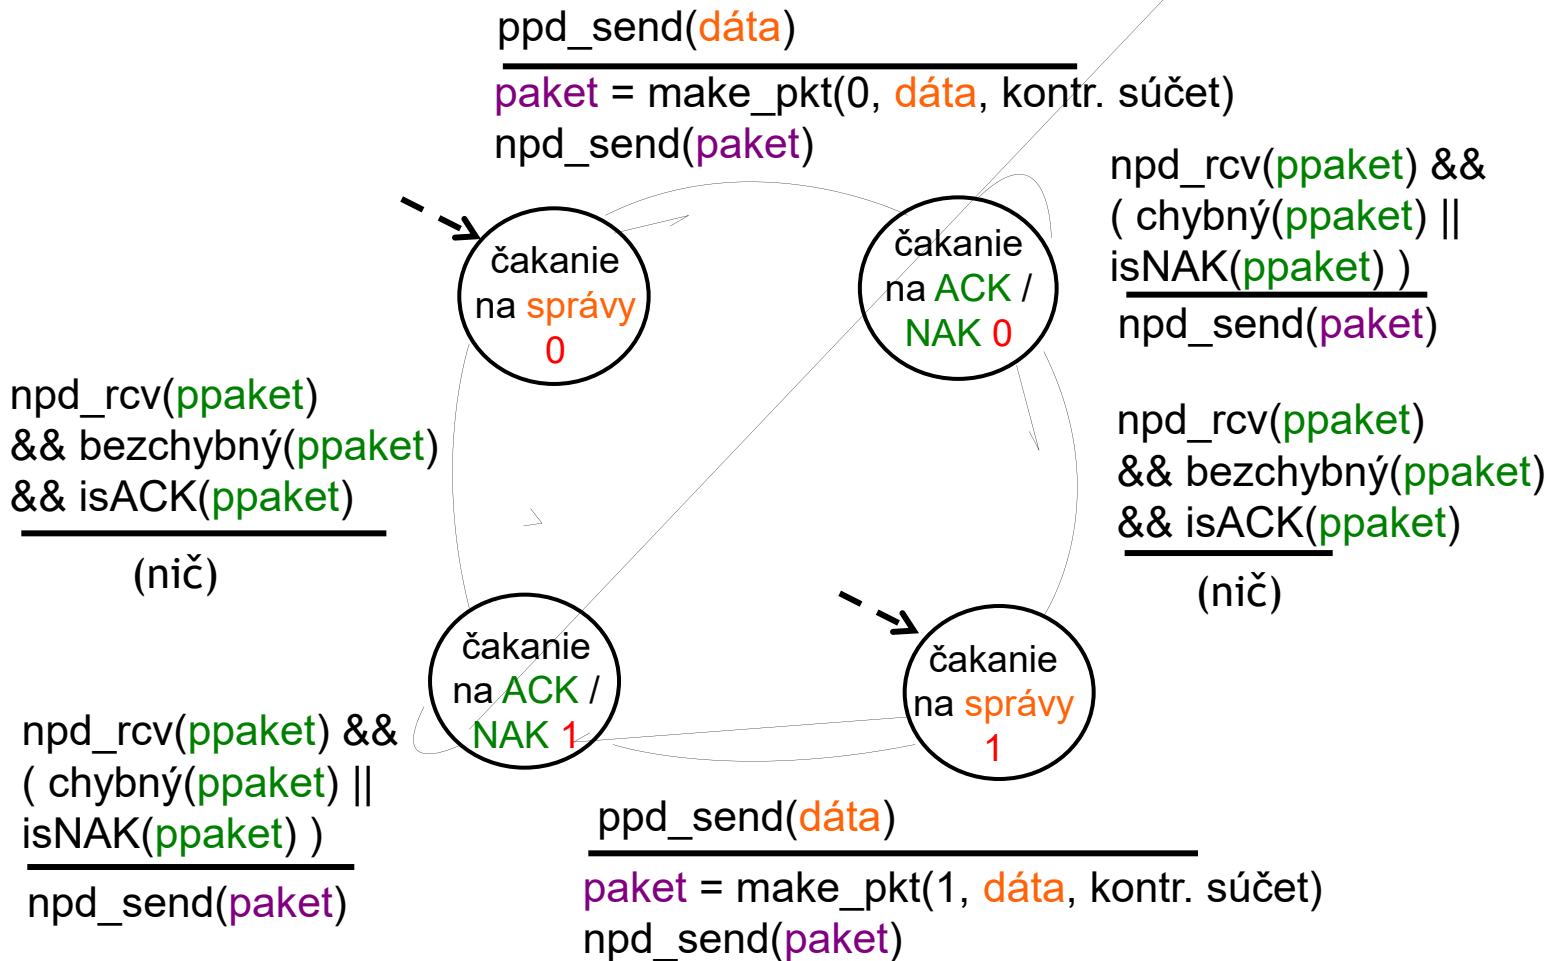 ppd_send(dáta)
paket = make_pkt(0, dáta, kontr. súčet)
npd_send(paket)
čakanie
na správy
0
čakanie
na ACK /
NAK 0
npd_rcv(ppaket) &&
( chybný(ppaket) ||
isNAK(ppaket) )
npd_send(paket)
npd_rcv(ppaket)
&& bezchybný(ppaket)
&& isACK(ppaket)
(nič)
npd_rcv(ppaket)
&& bezchybný(ppaket)
&& isACK(ppaket)
(nič)
čakanie
na ACK /
NAK 1
čakanie
na správy
1
npd_rcv(ppaket) &&
( chybný(ppaket) ||
isNAK(ppaket) )
npd_send(paket)
ppd_send(dáta)
paket = make_pkt(1, dáta, kontr. súčet)
npd_send(paket)